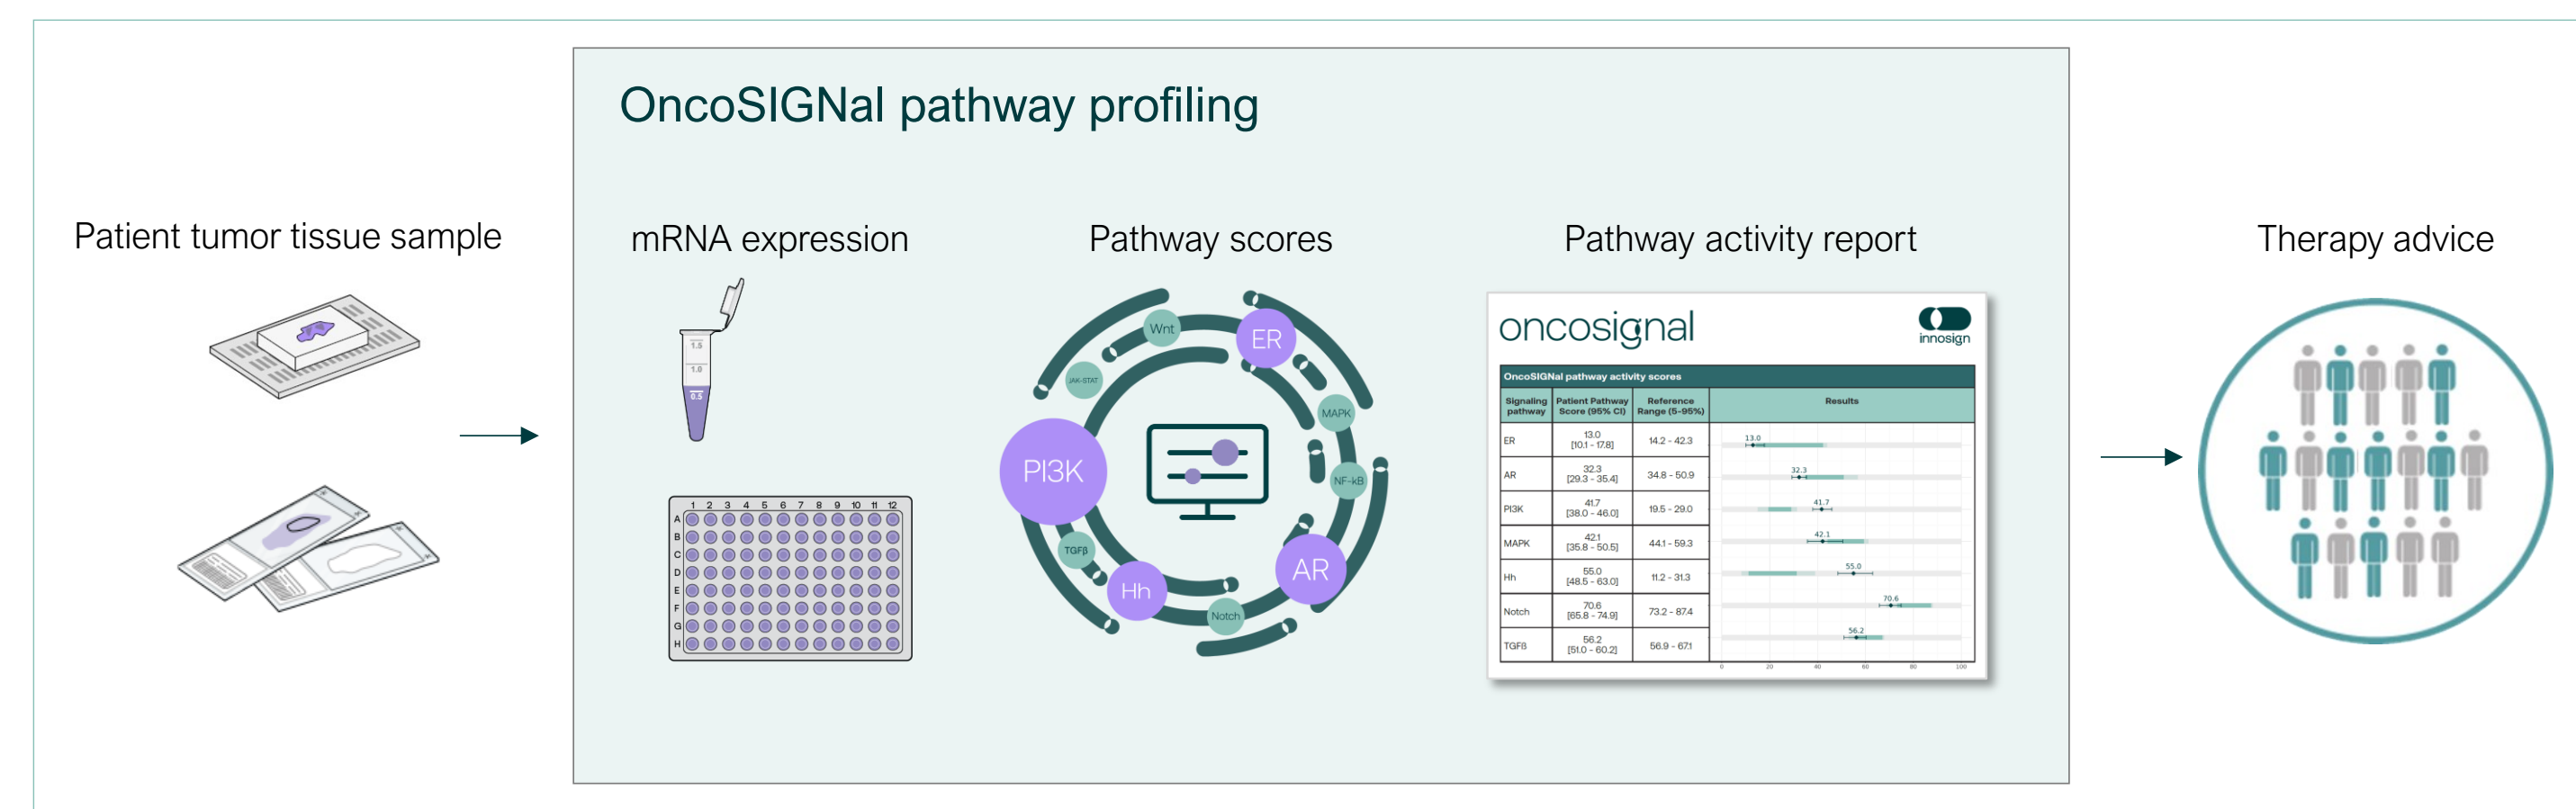 OncoSIGNal pathway profiling
Patient tumor tissue sample
mRNA expression
Pathway scores
Pathway activity report
Therapy advice
1.5
1.0
0.5
1 2 3 4 5 6 7 8 9 10 11 12
A
B
C
D
E
F
G
H
Wnt
ER
JAK-STAT
MAPK
PI3K
NF-kB
TGFβ
AR
Hh
Notch
oncosignal
innosign
OncoSIGNal pathway activity scores
Signaling pathway
Patient Pathway Score (95% CI)
Reference Range (5-95%)
Results
ER 13.0 [10.1 - 17.8] 14.2 - 42.3 13.0
AR 32.3 [29.3 - 35.4] 34.8 - 50.9 32.3
PI3K 41.7 [38.0 - 46.0] 19.5 - 29.0 41.7
MAPK 42.1 [35.8 - 50.5] 44.1 - 59.3 42.1
Hh 55.0 [48.5 - 63.0] 11.2 - 31.3 55.0
Notch 70.6 [65.8 - 74.9] 73.2 - 87.4 70.6
TGFβ 56.2 [51.0 - 60.2] 56.9 - 67.1 56.2
0 20 40 60 80 100